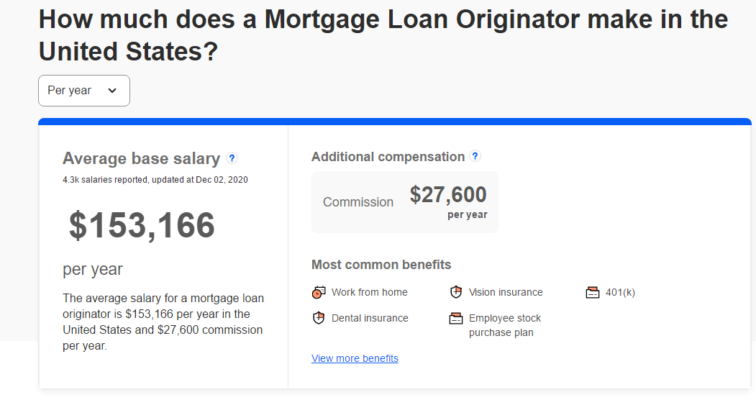 How much does a Mortgage Loan Originator make in the
United States?
Per year
Average base salary ?
4.3k salaries reported, updated at Dec 02, 2020
$153,166
per year
The average salary for a mortgage loan
originator is $153,166 per year in the
United States and $27,600 commission
per year.
Additional compensation ?
Commission $27,600
per year
Most common benefits
Work from home
Vision insurance
401(k)
Dental insurance
Employee stock
purchase plan
View more benefits